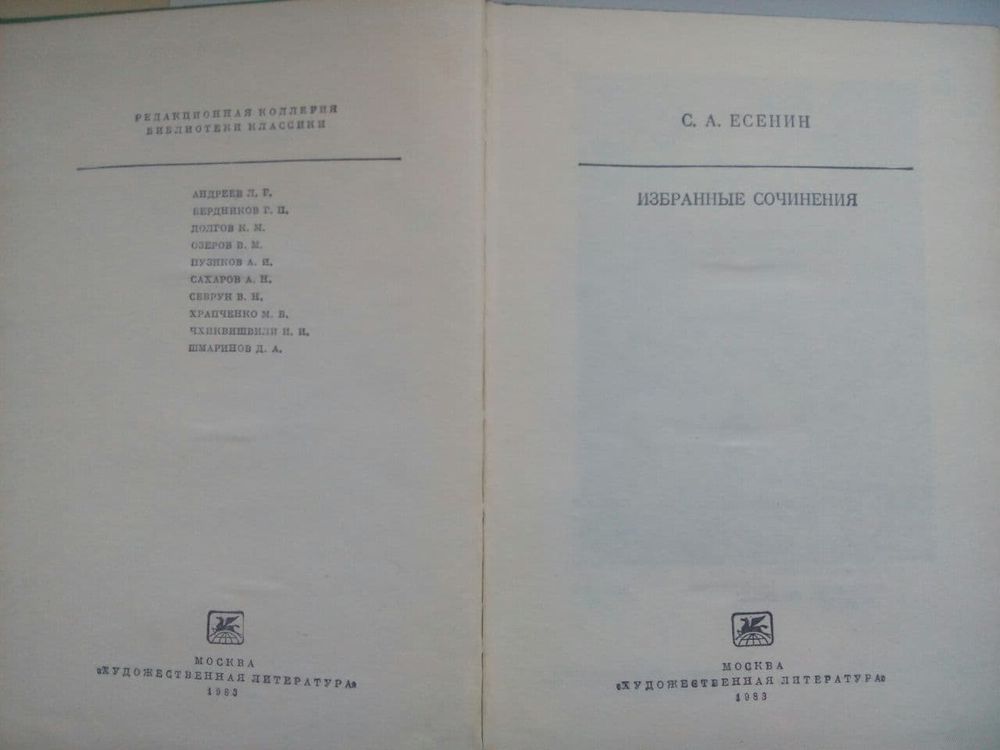 РЕДАКЦИОННАЯ КОЛЛЕГИЯ
БИБЛИОТЕКИ КЛАССИКИ
АНДРЕЕВ Л. Г.
БЕРДНИКОВ Г. П.
ДОЛГОВ К. М.
ОЗЕРОВ В. М.
ПУЗИКОВ А. И.
САХАРОВ А. Н.
СЕВРУК В. Н.
ХРАПЧЕНКО М. Б.
ЧХИКВИШВИЛИ И. И.
ШМАРИНОВ Д. А.
МОСКВА
«ХУДОЖЕСТВЕННАЯ ЛИТЕРАТУРА»
1983
С. А. ЕСЕНИН
ИЗБРАННЫЕ СОЧИНЕНИЯ
МОСКВА
«ХУДОЖЕСТВЕННАЯ ЛИТЕРАТУРА»
1983